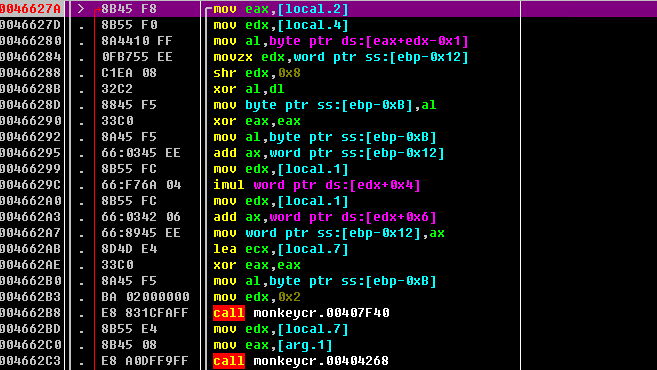 0046627A > 8B45 F8 mov eax,[local.2]
0046627D . 8B55 F0 mov edx,[local.4]
00466280 . 8A4410 FF mov al,byte ptr ds:[eax+edx-0x1]
00466284 . 0FB755 EE movzx edx,word ptr ss:[ebp-0x12]
00466288 . C1EA 08 shr edx,0x8
0046628B . 32C2 xor al,dl
0046628D . 8845 F5 mov byte ptr ss:[ebp-0xB],al
00466290 . 33C0 xor eax,eax
00466292 . 8A45 F5 mov al,byte ptr ss:[ebp-0xB]
00466295 . 66:0345 EE add ax,word ptr ss:[ebp-0x12]
00466299 . 8B55 FC mov edx,[local.1]
0046629C . 66:F76A 04 imul word ptr ds:[edx+0x4]
004662A0 . 8B55 FC mov edx,[local.1]
004662A3 . 66:0342 06 add ax,word ptr ds:[edx+0x6]
004662A7 . 66:8945 EE mov word ptr ss:[ebp-0x12],ax
004662AB . 8D4D E4 lea ecx,[local.7]
004662AE . 33C0 xor eax,eax
004662B0 . 8A45 F5 mov al,byte ptr ss:[ebp-0xB]
004662B3 . BA 02000000 mov edx,0x2
004662B8 . E8 831CFAFF call monkeycr.00407F40
004662BD . 8B55 E4 mov edx,[local.7]
004662C0 . 8B45 08 mov eax,[arg.1]
004662C3 . E8 A0DFF9FF call monkeycr.00404268